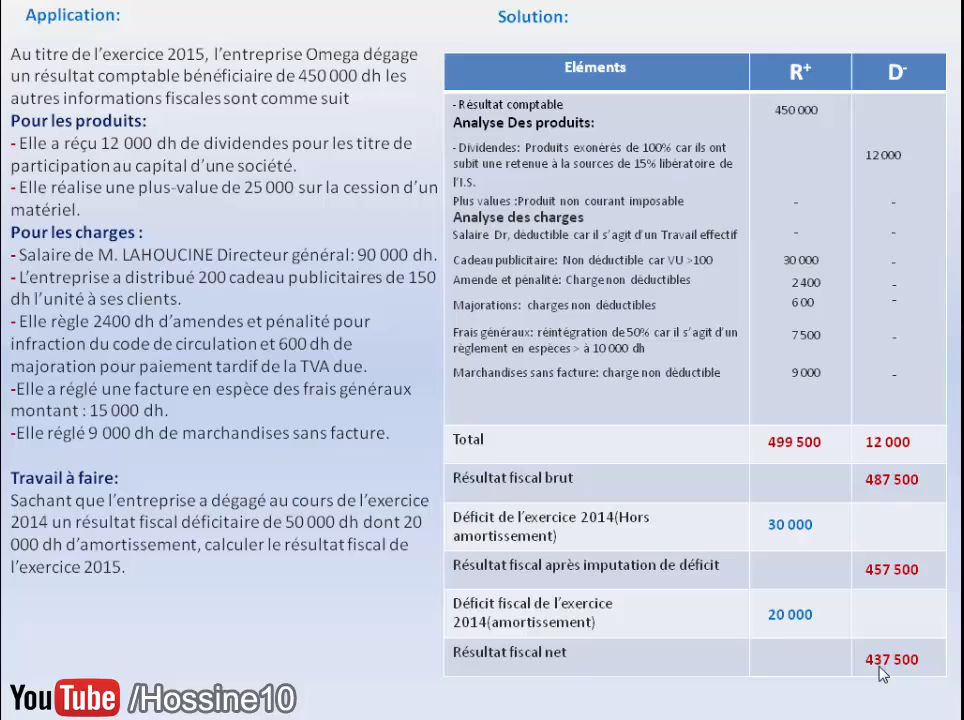 Application:
Au titre de l'exercice 2015, l'entreprise Omega dégage
un résultat comptable bénéficiaire de 450 000 dh les
autres informations fiscales sont comme suit
Pour les produits:
- Elle a réçu 12 000 dh de dividendes pour les titre de
participation au capital d'une société.
- Elle réalise une plus-value de 25 000 sur la cession d'un
matériel.
Pour les charges :
- Salaire de M. LAHOUCINE Directeur général: 90 000 dh.
- L'entreprise a distribué 200 cadeau publicitaires de 150
dh l'unité à ses clients.
- Elle règle 2400 dh d'amendes et pénalité pour
infraction du code de circulation et 600 dh de
majoration pour paiement tardif de la TVA due.
-Elle a réglé une facture en espèce des frais généraux
montant : 15 000 dh.
-Elle réglé 9 000 dh de marchandises sans facture.
Travail à faire:
Sachant que l'entreprise a dégagé au cours de l'exercice
2014 un résultat fiscal déficitaire de 50 000 dh dont 20
000 dh d'amortissement, calculer le résultat fiscal de
l'exercice 2015.
Solution:
Eléments R+ D-
- Résultat comptable 450 000
Analyse Des produits:
- Dividendes: Produits exonérés de 100% car ils ont
subit une retenue à la sources de 15% libératoire de
l'I.S. 12 000
Plus values :Produit non courant imposable - -
Analyse des charges
Salaire Dr, déductible car il s'agit d'un Travail effectif - -
Cadeau publicitaire: Non déductible car VU >100 30 000 -
Amende et pénalité: Charge non déductibles 2 400 -
Majorations: charges non déductibles 600 -
Frais généraux: réintégration de 50% car il s'agit d'un
règlement en espèces > à 10 000 dh 7 500 -
Marchandises sans facture: charge non déductible 9 000 -
Total 499 500 12 000
Résultat fiscal brut 487 500
Déficit de l'exercice 2014(Hors
amortissement) 30 000
Résultat fiscal après imputation de déficit 457 500
Déficit fiscal de l'exercice
2014(amortissement) 20 000
Résultat fiscal net 437 500
YouTube /Hossine10